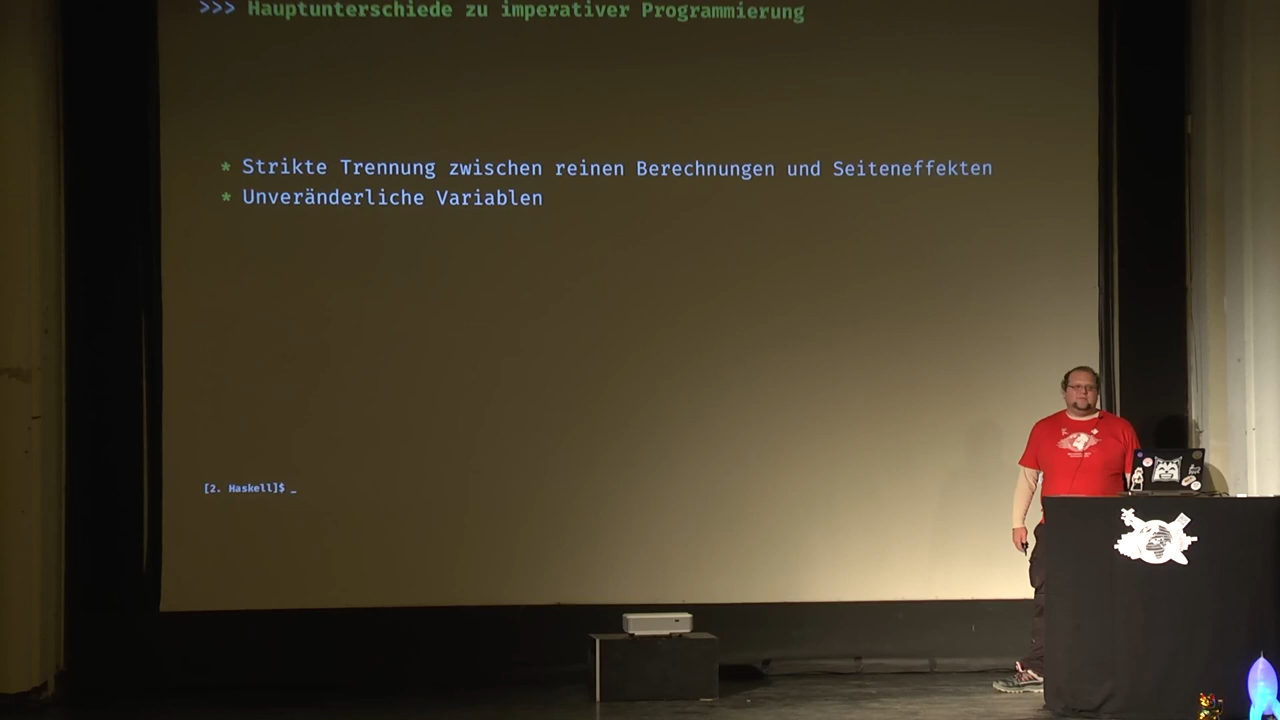 >>> Hauptunterschiede zu imperativer Programmierung
* Strikte Trennung zwischen reinen Berechnungen und Seiteneffekten
* Unveränderliche Variablen
[2. Haskell]$ _